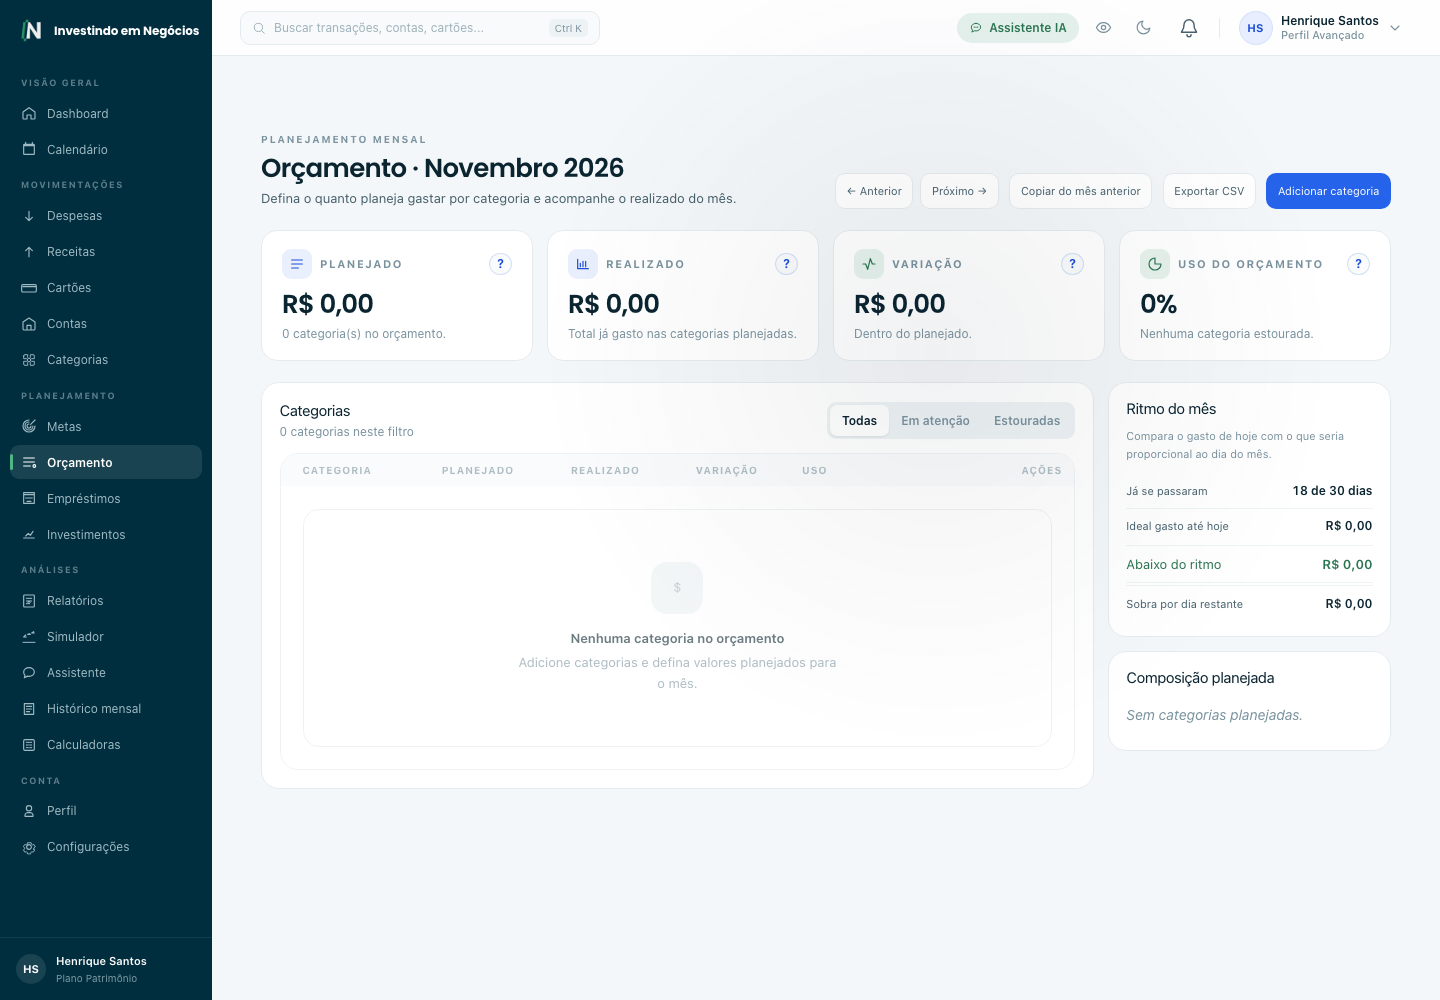 Investindo em Negócios
Buscar transações, contas, cartões...
Ctrl K
Assistente IA
HS
Henrique Santos
Perfil Avançado
VISÃO GERAL
Dashboard
Calendário
MOVIMENTAÇÕES
Despesas
Receitas
Cartões
Contas
Categorias
PLANEJAMENTO
Metas
Orçamento
Empréstimos
Investimentos
ANÁLISES
Relatórios
Simulador
Assistente
Histórico mensal
Calculadoras
CONTA
Perfil
Configurações
HS
Henrique Santos
Plano Patrimônio
PLANEJAMENTO MENSAL
Orçamento · Novembro 2026
Defina o quanto planeja gastar por categoria e acompanhe o realizado do mês.
← Anterior
Próximo →
Copiar do mês anterior
Exportar CSV
Adicionar categoria
PLANEJADO
?
R$ 0,00
0 categoria(s) no orçamento.
REALIZADO
?
R$ 0,00
Total já gasto nas categorias planejadas.
VARIAÇÃO
?
R$ 0,00
Dentro do planejado.
USO DO ORÇAMENTO
?
0%
Nenhuma categoria estourada.
Categorias
0 categorias neste filtro
Todas
Em atenção
Estouradas
CATEGORIA PLANEJADO REALIZADO VARIAÇÃO USO AÇÕES
$
Nenhuma categoria no orçamento
Adicione categorias e defina valores planejados para
o mês.
Ritmo do mês
Compara o gasto de hoje com o que seria
proporcional ao dia do mês.
Já se passaram 18 de 30 dias
Ideal gasto até hoje R$ 0,00
Abaixo do ritmo R$ 0,00
Sobra por dia restante R$ 0,00
Composição planejada
Sem categorias planejadas.